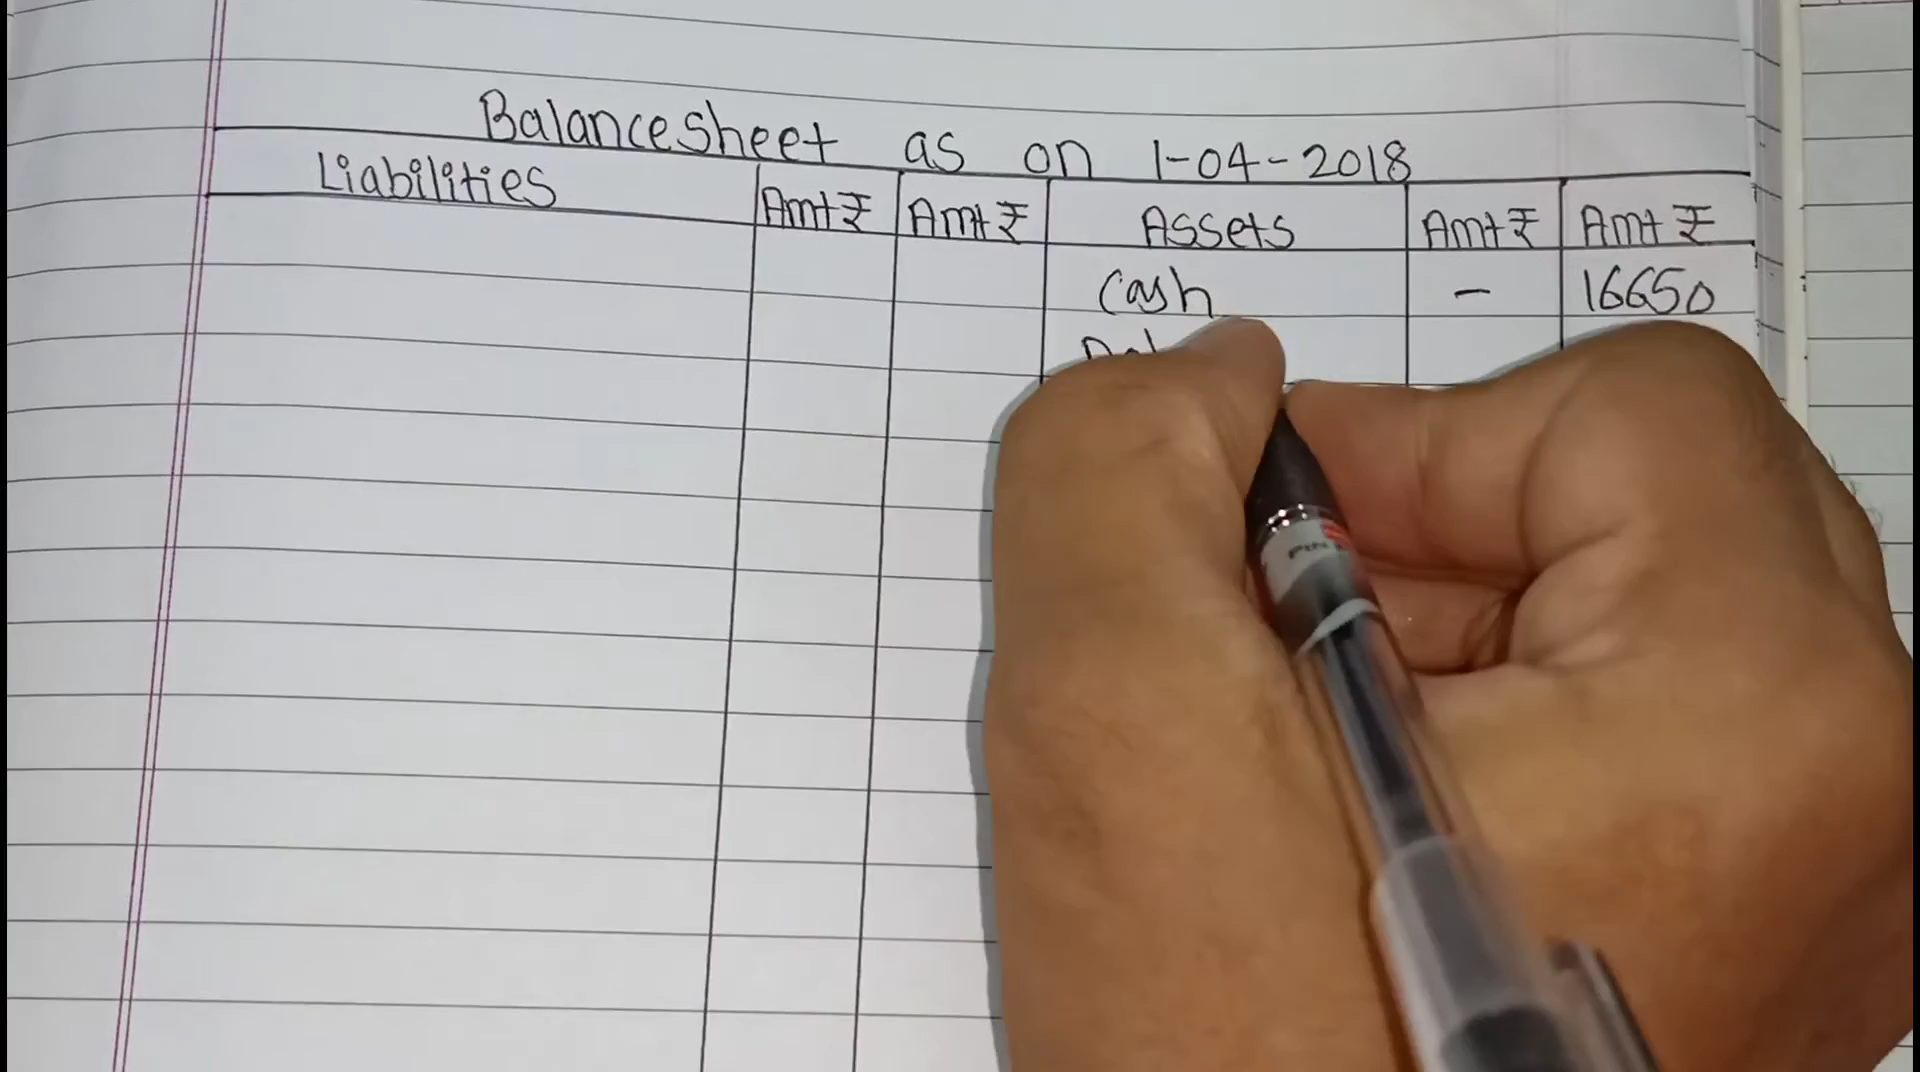 Balancesheet as on 1-04-2018
Liabilities Amt ₹ Amt ₹ Assets Amt ₹ Amt ₹
Cash – 16650